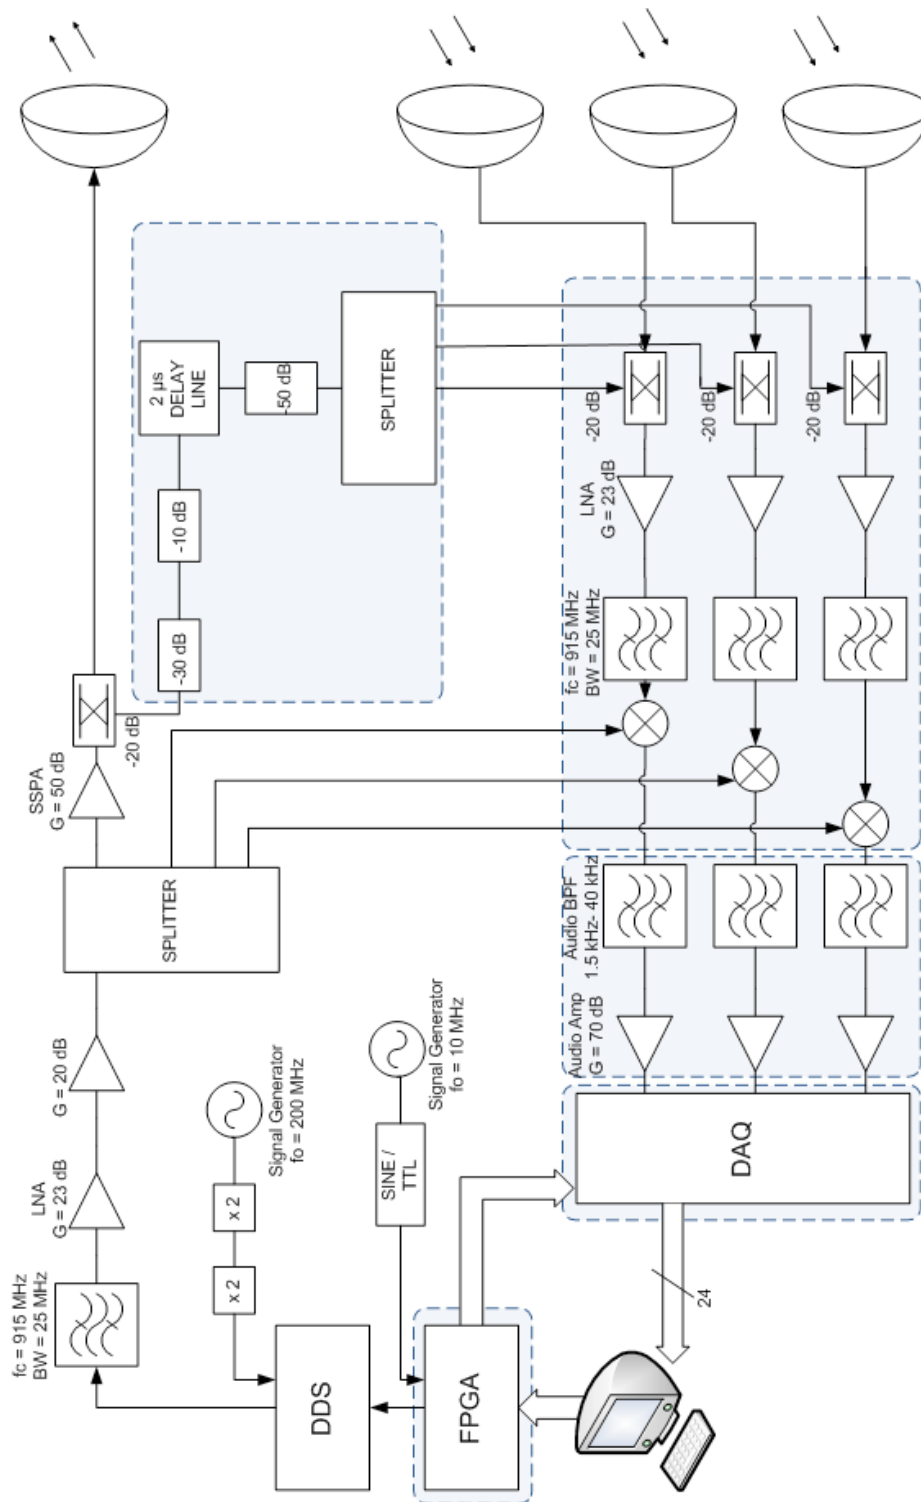 fc = 915 MHz
BW = 25 MHz
LNA
G = 23 dB
G = 20 dB
SPLITTER
SSPA
G = 50 dB
-20 dB
-30 dB
-10 dB
2 µs
DELAY
LINE
-50 dB
SPLITTER
DDS
x 2
x 2
Signal Generator
fo = 200 MHz
FPGA
SINE /
TTL
Signal Generator
fo = 10 MHz
24
DAQ
Audio Amp
G = 70 dB
Audio BPF
1.5 kHz- 40 kHz
fc = 915 MHz
BW = 25 MHz
LNA
G = 23 dB
-20 dB
-20 dB
-20 dB